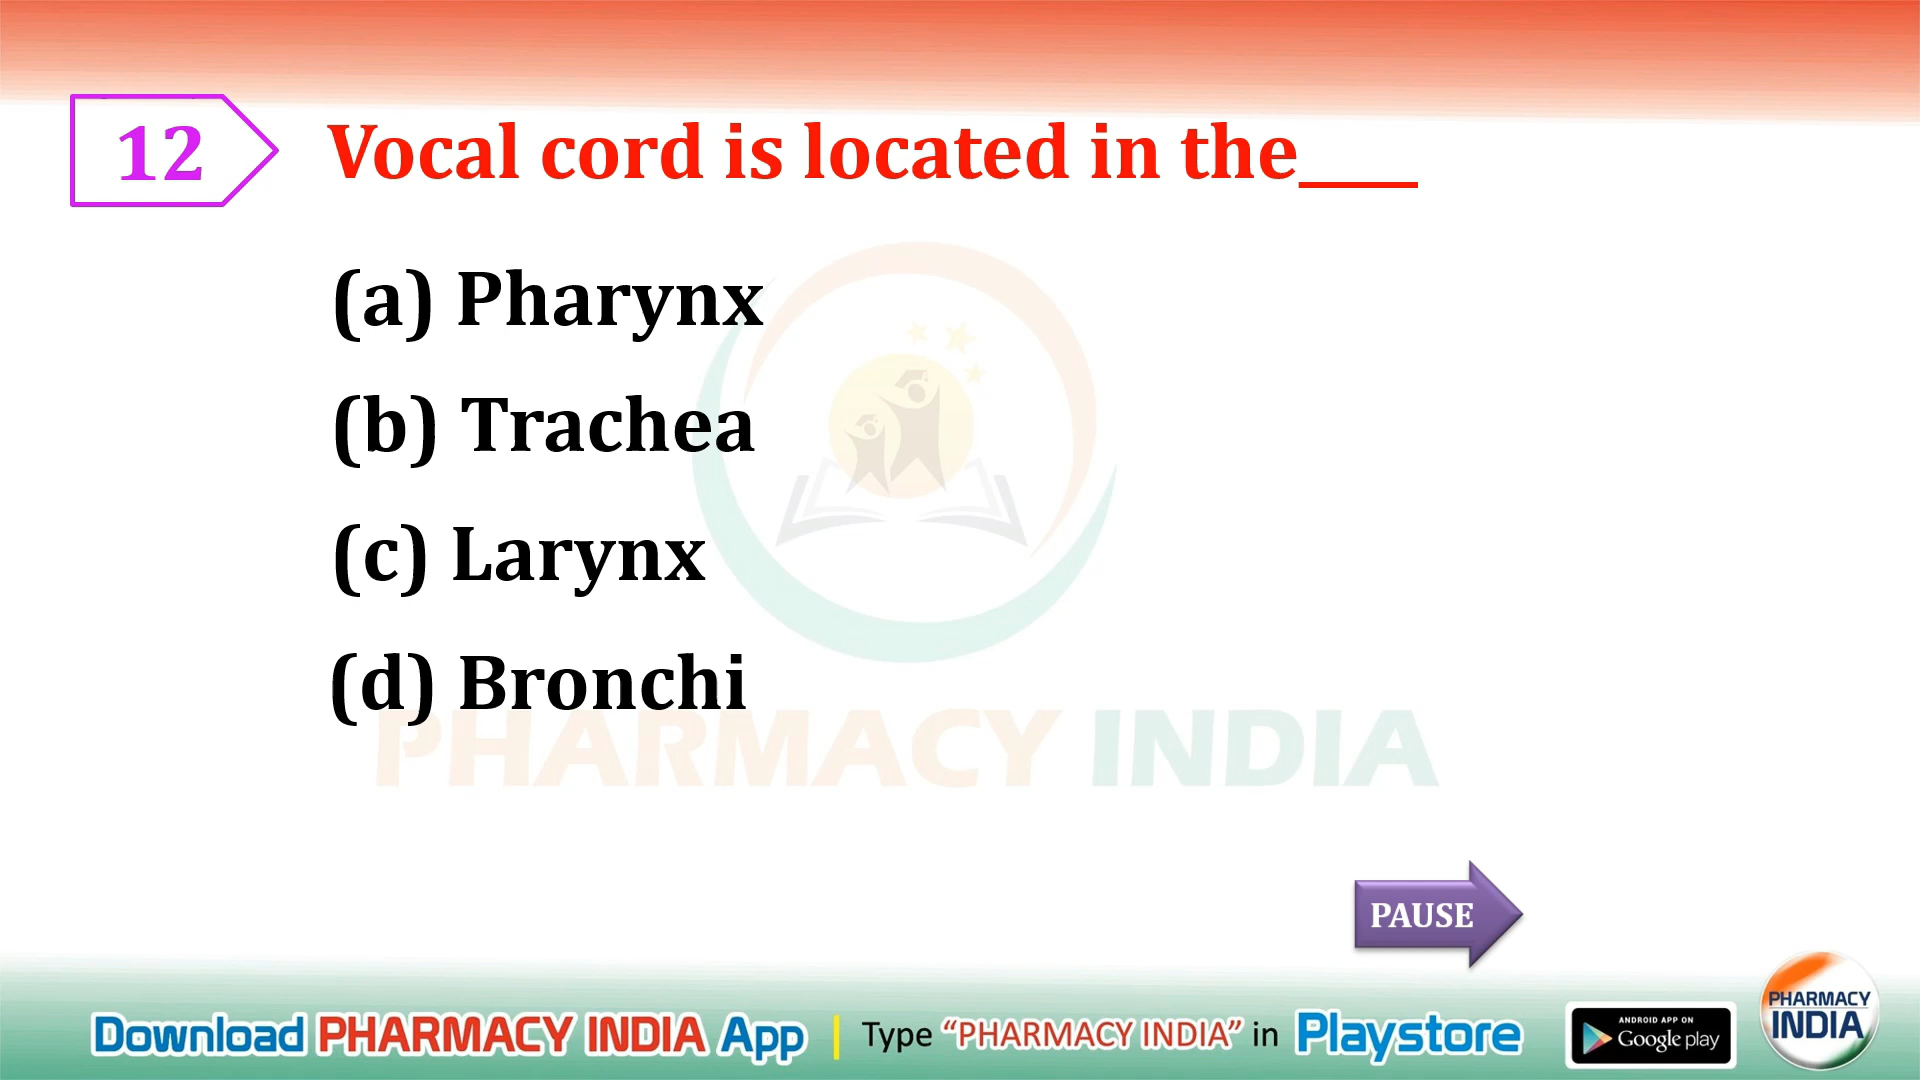 12 Vocal cord is located in the____
(a) Pharynx
(b) Trachea
(c) Larynx
(d) Bronchi
PHARMACY INDIA
PAUSE
Download PHARMACY INDIA App | Type “PHARMACY INDIA” in Playstore
ANDROID APP ON
Google play
PHARMACY
INDIA